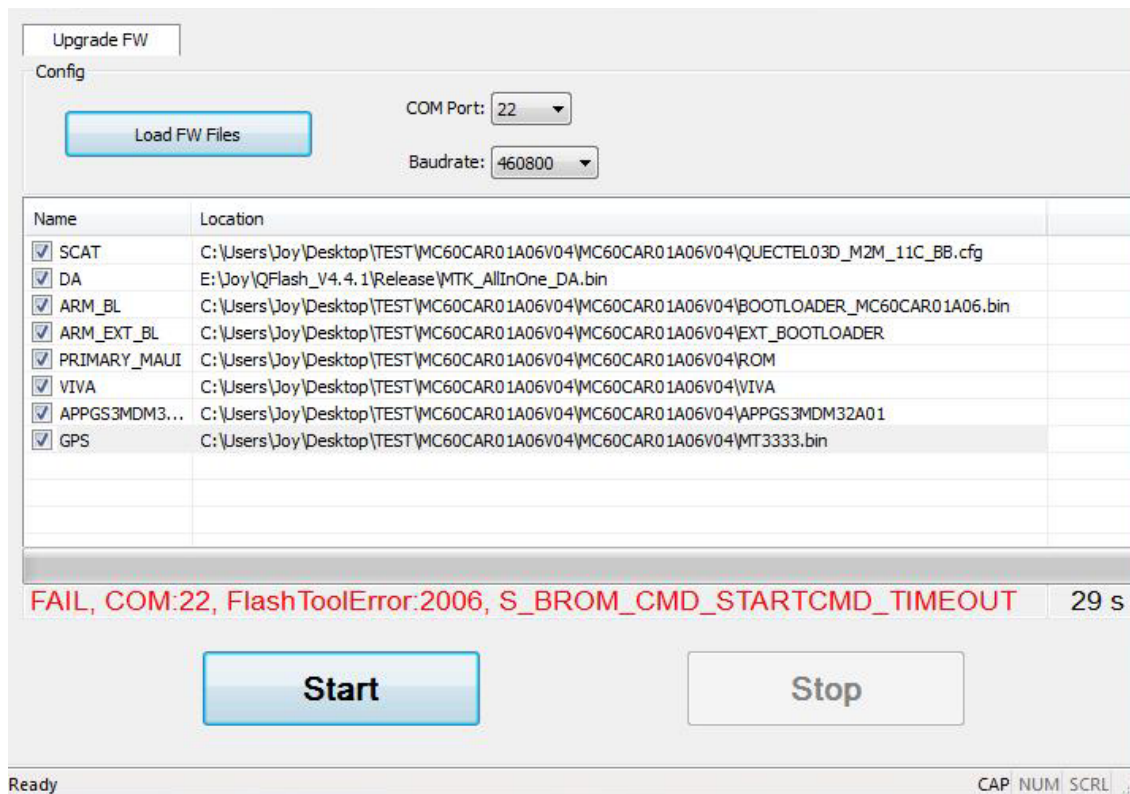 Upgrade FW
Config
Load FW Files
COM Port: 22
Baudrate: 460800
Name Location
SCAT C:\Users\Joy\Desktop\TEST\MC60CAR01A06V04\MC60CAR01A06V04\QUECTEL03D_M2M_11C_BB.cfg
DA E:\Joy\QFlash_V4.4.1\Release\MTK_AllInOne_DA.bin
ARM_BL C:\Users\Joy\Desktop\TEST\MC60CAR01A06V04\MC60CAR01A06V04\BOOTLOADER_MC60CAR01A06.bin
ARM_EXT_BL C:\Users\Joy\Desktop\TEST\MC60CAR01A06V04\MC60CAR01A06V04\EXT_BOOTLOADER
PRIMARY_MAUI C:\Users\Joy\Desktop\TEST\MC60CAR01A06V04\MC60CAR01A06V04\ROM
VIVA C:\Users\Joy\Desktop\TEST\MC60CAR01A06V04\MC60CAR01A06V04\VIVA
APPGS3MDM3... C:\Users\Joy\Desktop\TEST\MC60CAR01A06V04\MC60CAR01A06V04\APPGS3MDM32A01
GPS C:\Users\Joy\Desktop\TEST\MC60CAR01A06V04\MC60CAR01A06V04\MT3333.bin
FAIL, COM:22, FlashToolError:2006, S_BROM_CMD_STARTCMD_TIMEOUT 29 s
Start Stop
Ready CAP NUM SCRL